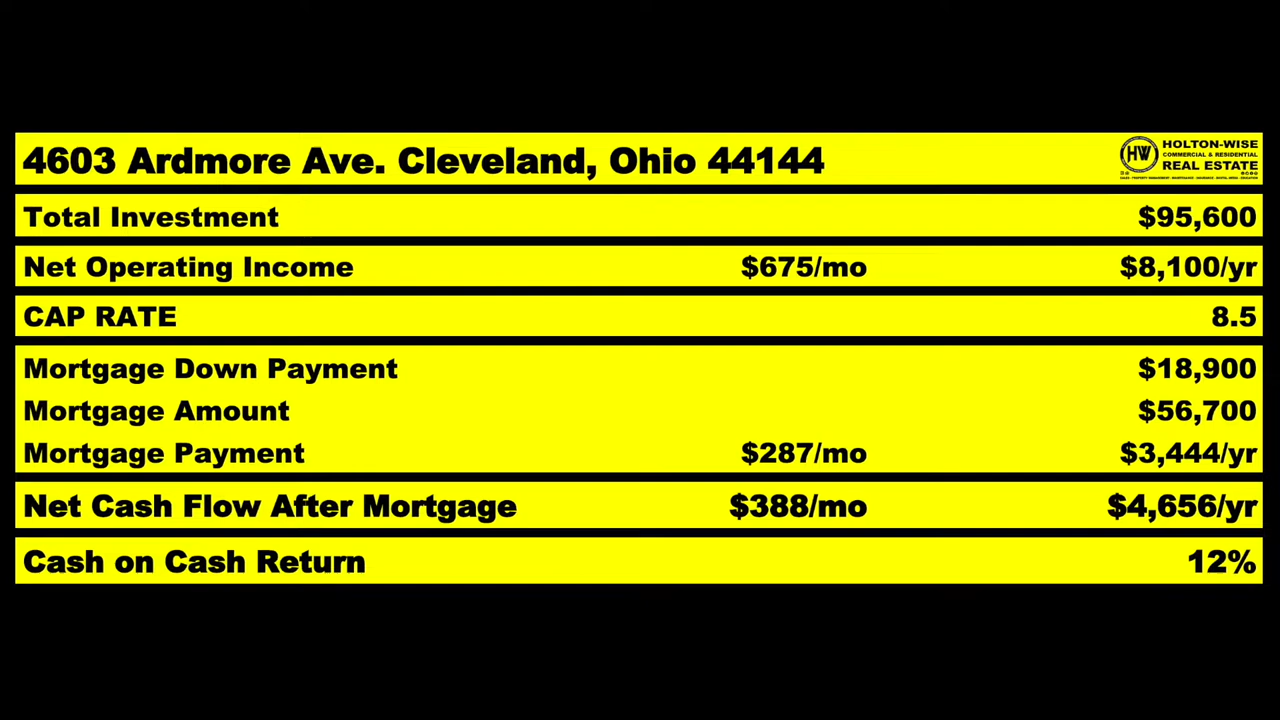 4603 Ardmore Ave. Cleveland, Ohio 44144
HW
HOLTON-WISE
COMMERCIAL & RESIDENTIAL
REAL ESTATE
Total Investment $95,600
Net Operating Income $675/mo $8,100/yr
CAP RATE 8.5
Mortgage Down Payment $18,900
Mortgage Amount $56,700
Mortgage Payment $287/mo $3,444/yr
Net Cash Flow After Mortgage $388/mo $4,656/yr
Cash on Cash Return 12%